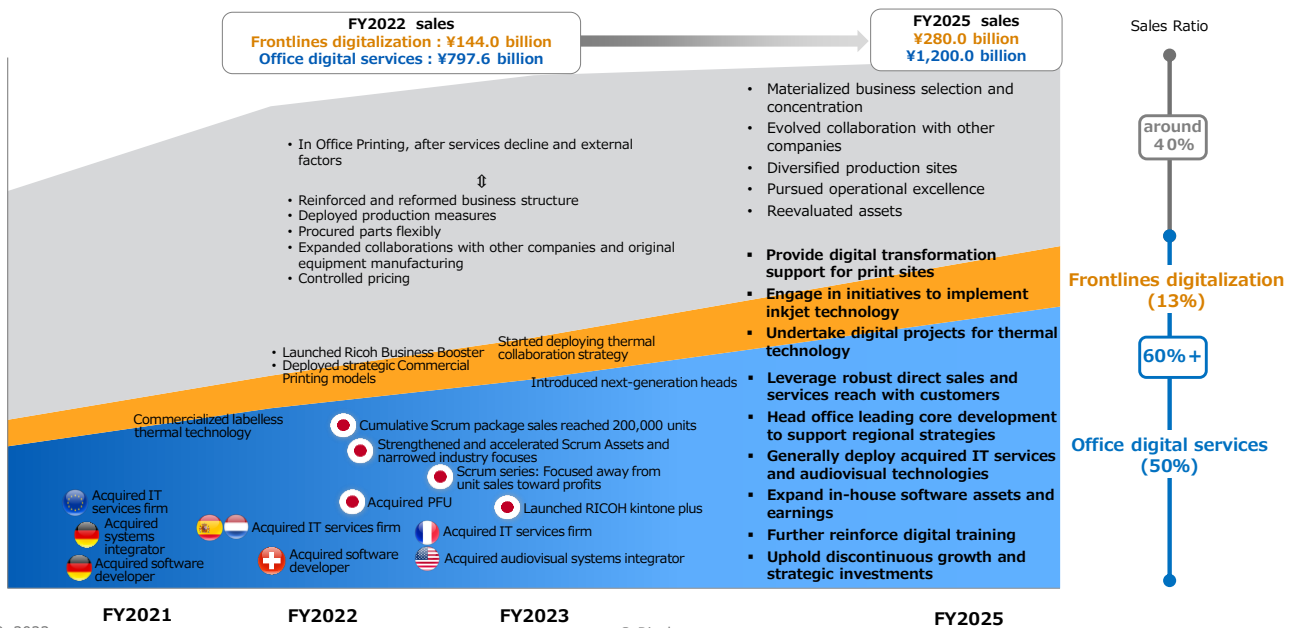 FY2022 sales
Frontlines digitalization : ¥144.0 billion
Office digital services : ¥797.6 billion
FY2025 sales
¥280.0 billion
¥1,200.0 billion
Sales Ratio
• In Office Printing, after services decline and external
factors
⇕
• Reinforced and reformed business structure
• Deployed production measures
• Procured parts flexibly
• Expanded collaborations with other companies and original
equipment manufacturing
• Controlled pricing
• Materialized business selection and
concentration
• Evolved collaboration with other
companies
• Diversified production sites
• Pursued operational excellence
• Reevaluated assets
around
40%
▪ Provide digital transformation
support for print sites
▪ Engage in initiatives to implement
inkjet technology
▪ Undertake digital projects for thermal
technology
Frontlines digitalization
(13%)
60%+
• Launched Ricoh Business Booster
• Deployed strategic Commercial
Printing models
Started deploying thermal
collaboration strategy
Introduced next-generation heads
Commercialized labelless
thermal technology
Cumulative Scrum package sales reached 200,000 units
Strengthened and accelerated Scrum Assets and
narrowed industry focuses
Scrum series: Focused away from
unit sales toward profits
Acquired PFU
Launched RICOH kintone plus
Acquired IT
services firm
Acquired
systems
integrator
Acquired software
developer
Acquired IT services firm
Acquired software
developer
Acquired IT services firm
Acquired audiovisual systems integrator
▪ Leverage robust direct sales and
services reach with customers
▪ Head office leading core development
to support regional strategies
▪ Generally deploy acquired IT services
and audiovisual technologies
▪ Expand in-house software assets and
earnings
▪ Further reinforce digital training
▪ Uphold discontinuous growth and
strategic investments
Office digital services
(50%)
FY2021
FY2022
FY2023
FY2025